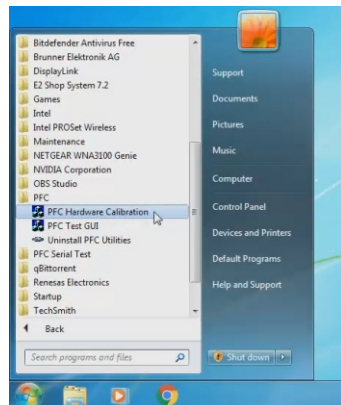 Bitdefender Antivirus Free
Brunner Elektronik AG
DisplayLink
E2 Shop System 7.2
Games
Intel
Intel PROSet Wireless
Maintenance
NETGEAR WNA3100 Genie
NVIDIA Corporation
OBS Studio
PFC
PFC Hardware Calibration
PFC Test GUI
Uninstall PFC Utilities
PFC Serial Test
qBittorrent
Renesas Electronics
Startup
TechSmith
Back
Search programs and files
Support
Documents
Pictures
Music
Computer
Control Panel
Devices and Printers
Default Programs
Help and Support
Shut down